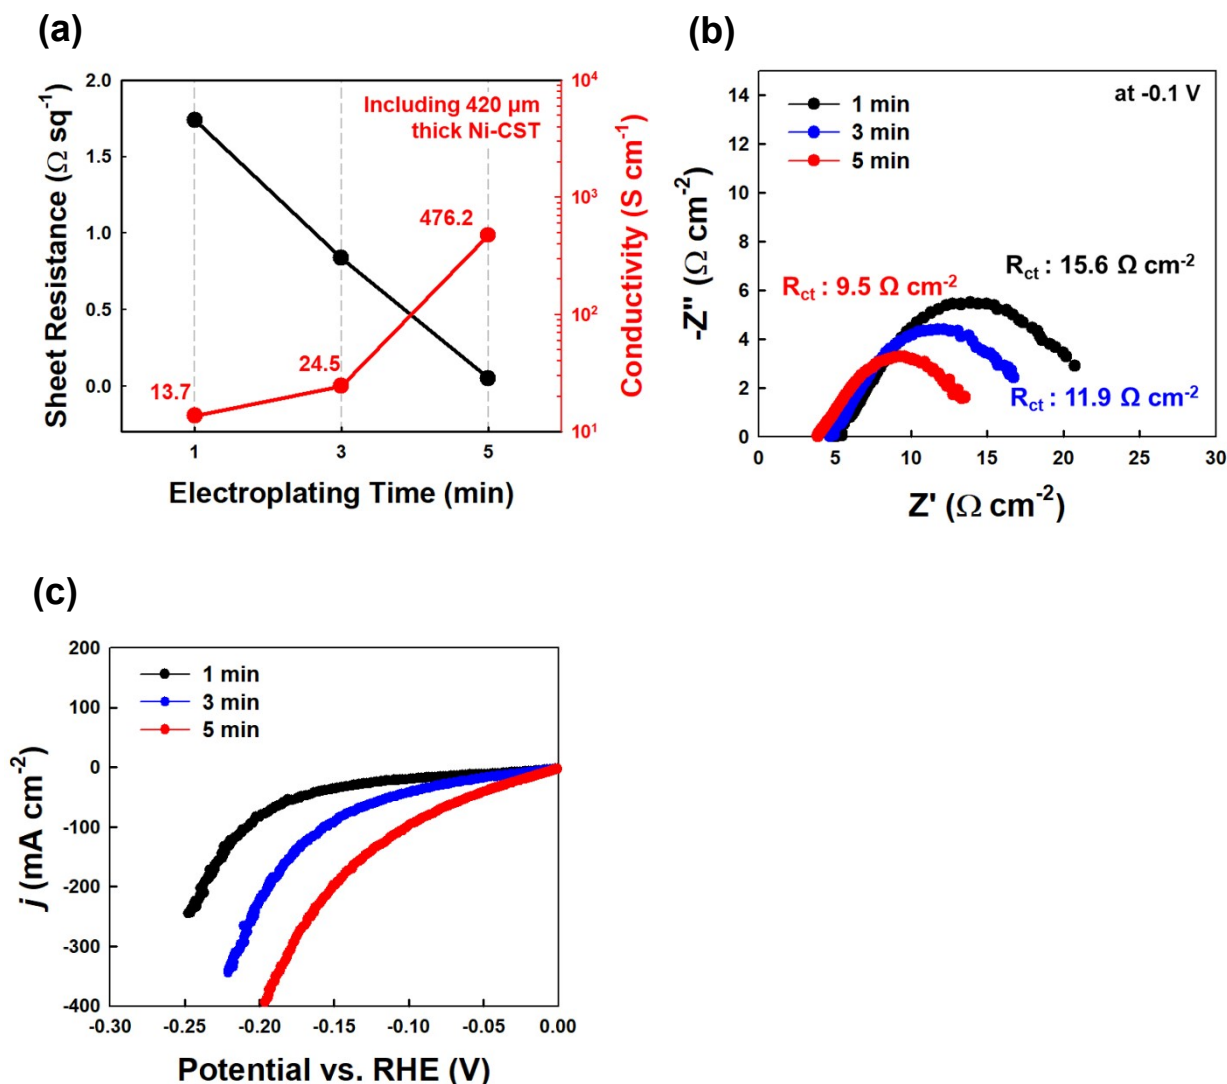 (a)
2.0
1.5
1.0
0.5
0.0
Sheet Resistance (Ω sq⁻¹)
Including 420 μm
thick Ni-CST
13.7
24.5
476.2
10⁴
10³
10²
10¹
Conductivity (S cm⁻¹)
1 3 5
Electroplating Time (min)
(b)
14
12
10
8
6
4
2
0
-Z'' (Ω cm⁻²)
1 min
3 min
5 min
at -0.1 V
Rct : 15.6 Ω cm⁻²
Rct : 9.5 Ω cm⁻²
Rct : 11.9 Ω cm⁻²
0 5 10 15 20 25 30
Z' (Ω cm⁻²)
(c)
200
100
0
-100
-200
-300
-400
j (mA cm⁻²)
1 min
3 min
5 min
-0.30 -0.25 -0.20 -0.15 -0.10 -0.05 0.00
Potential vs. RHE (V)